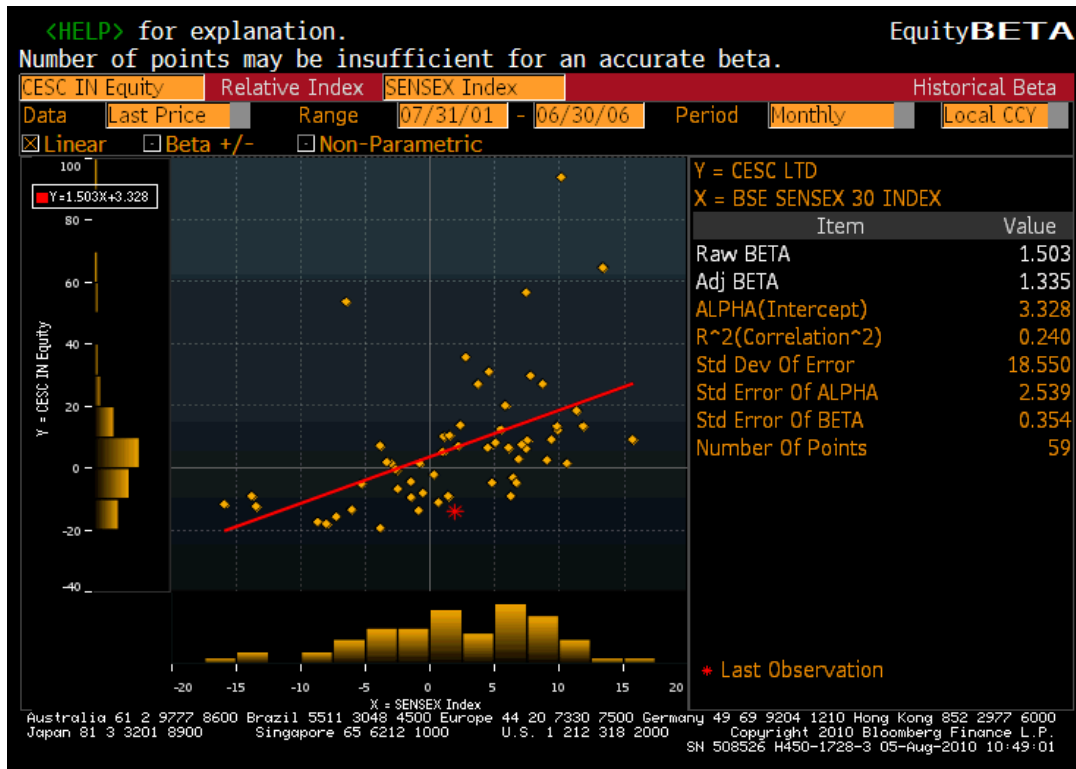 <HELP> for explanation. EquityBETA
Number of points may be insufficient for an accurate beta.
CESC IN Equity Relative Index SENSEX Index Historical Beta
Data Last Price Range 07/31/01 - 06/30/06 Period Monthly Local CCY
Linear Beta +/- Non-Parametric
Y = CESC LTD
X = BSE SENSEX 30 INDEX
Item Value
Raw BETA 1.503
Adj BETA 1.335
ALPHA(Intercept) 3.328
R^2(Correlation^2) 0.240
Std Dev Of Error 18.550
Std Error Of ALPHA 2.539
Std Error Of BETA 0.354
Number Of Points 59
* Last Observation
100
Y=1.503X+3.328
80
60
40
20
0
-20
-40
Y = CESC IN Equity
-20 -15 -10 -5 0 5 10 15 20
X = SENSEX Index
Australia 61 2 9777 8600 Brazil 5511 3048 4500 Europe 44 20 7330 7500 Germany 49 69 9204 1210 Hong Kong 852 2977 6000
Japan 81 3 3201 8900 Singapore 65 6212 1000 U.S. 1 212 318 2000 Copyright 2010 Bloomberg Finance L.P.
SN 508526 H450-1728-3 05-Aug-2010 10:49:01